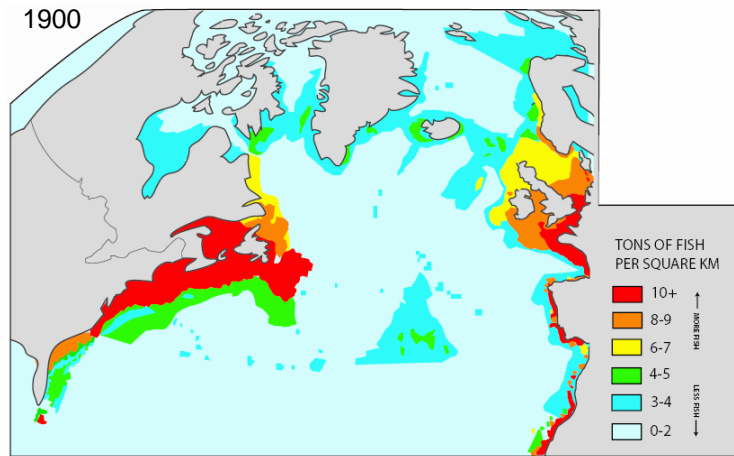 1900
TONS OF FISH
PER SQUARE KM
10+
8-9
6-7
4-5
3-4
0-2
MORE FISH
LESS FISH